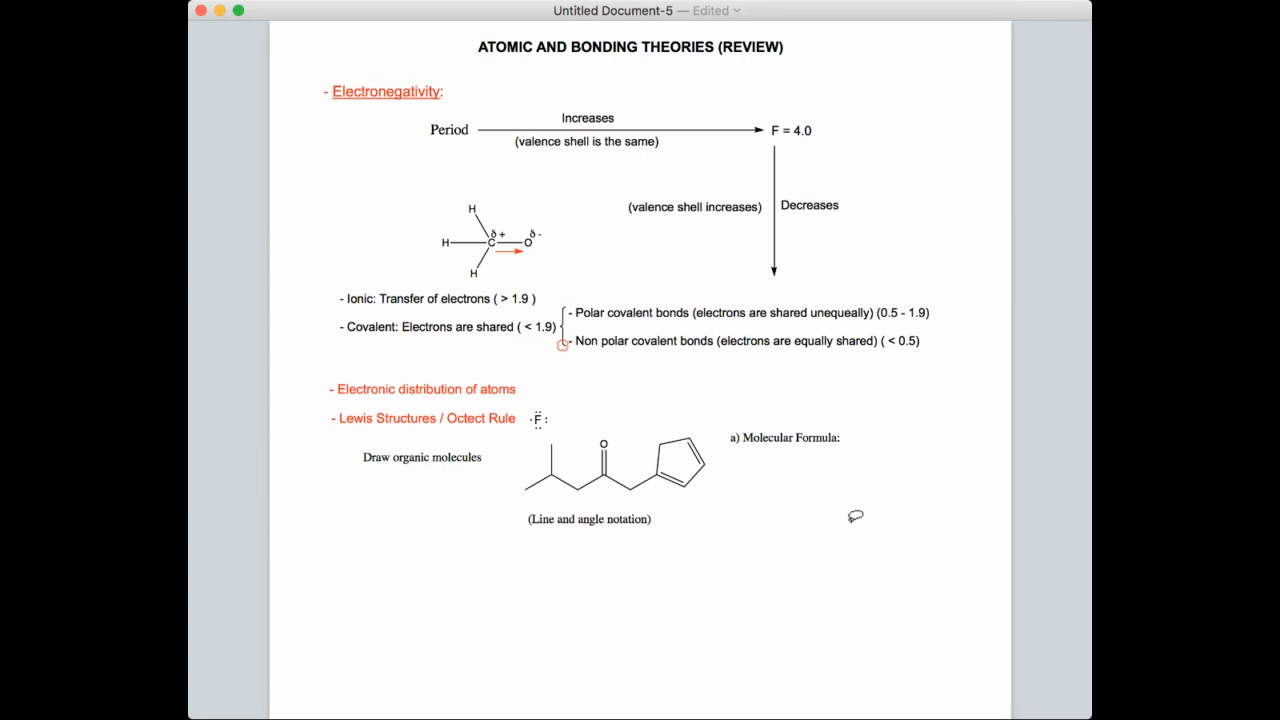 Untitled Document-5 — Edited
ATOMIC AND BONDING THEORIES (REVIEW)
- Electronegativity:
Increases
Period
F = 4.0
(valence shell is the same)
(valence shell increases)
Decreases
H
δ +
δ -
H
C
O
H
- Ionic: Transfer of electrons ( > 1.9 )
- Polar covalent bonds (electrons are shared unequeally) (0.5 - 1.9)
- Covalent: Electrons are shared ( < 1.9)
- Non polar covalent bonds (electrons are equally shared) ( < 0.5)
- Electronic distribution of atoms
- Lewis Structures / Octect Rule
F
O
a) Molecular Formula:
Draw organic molecules
(Line and angle notation)